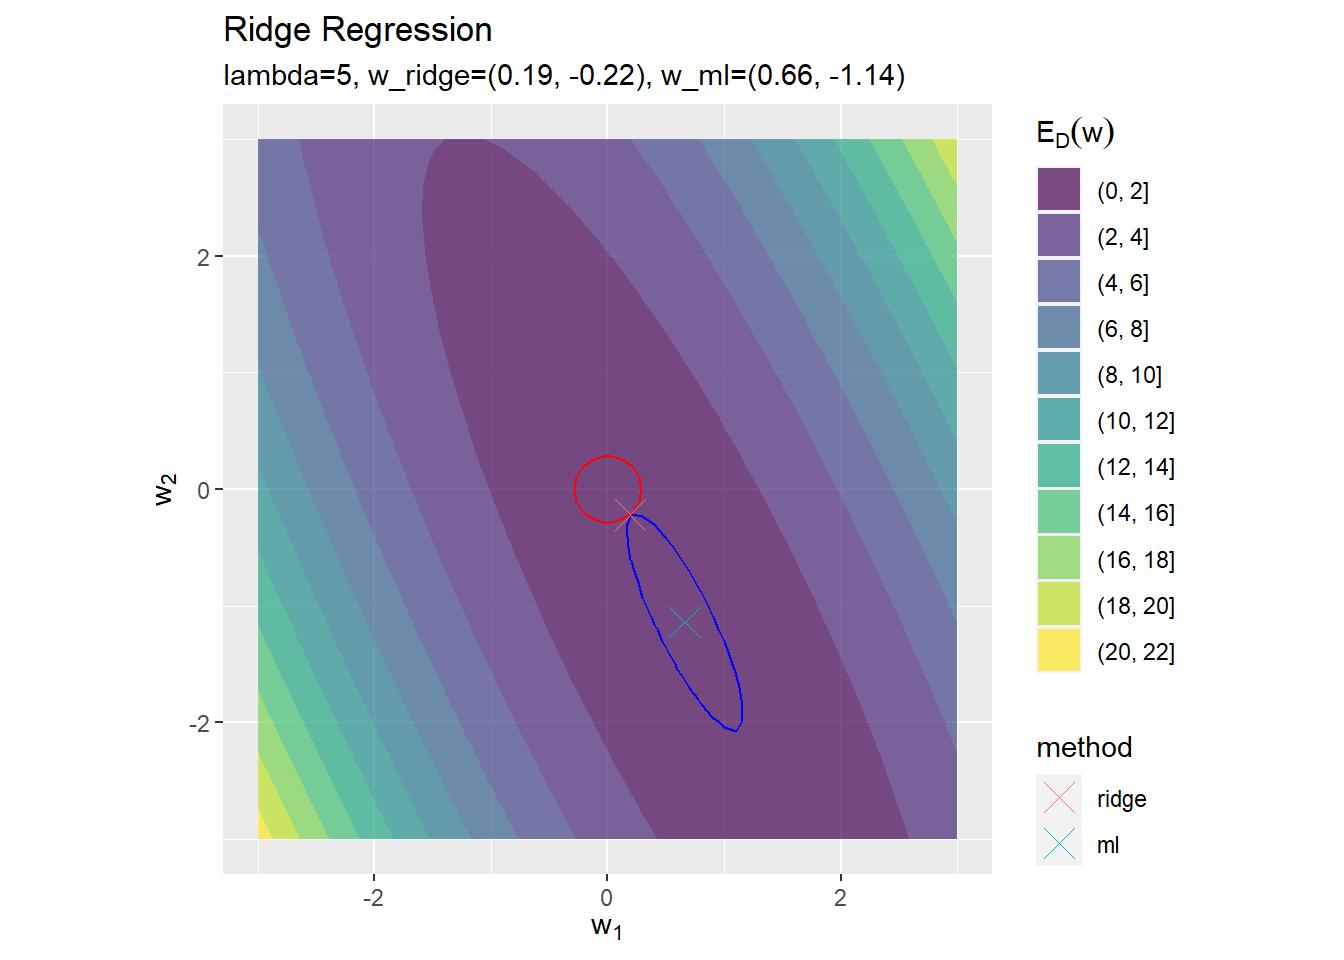 Ridge Regression
lambda=5, w_ridge=(0.19, -0.22), w_ml=(0.66, -1.14)
w₂
2
0
-2
-2
0
2
w₁
E_D(w)
(0, 2]
(2, 4]
(4, 6]
(6, 8]
(8, 10]
(10, 12]
(12, 14]
(14, 16]
(16, 18]
(18, 20]
(20, 22]
method
ridge
ml